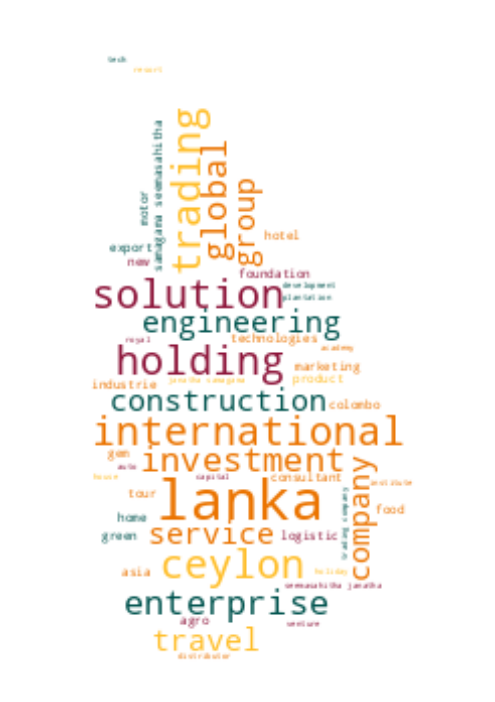 tech
resort
trading
global
group
samagama seemasahitha
motor
hotel
export
new
foundation
development
solution
plantation
engineering
royal
technologies
academy
holding
marketing
industrie
janatha samagama
product
construction
colombo
international
gem
investment
auto
house
capital
consultant
institute
company
tour
lanka
trading company
food
home
green
service
logistic
asia
ceylon
holiday
seemasahitha janatha
enterprise
agro
venture
travel
distributor